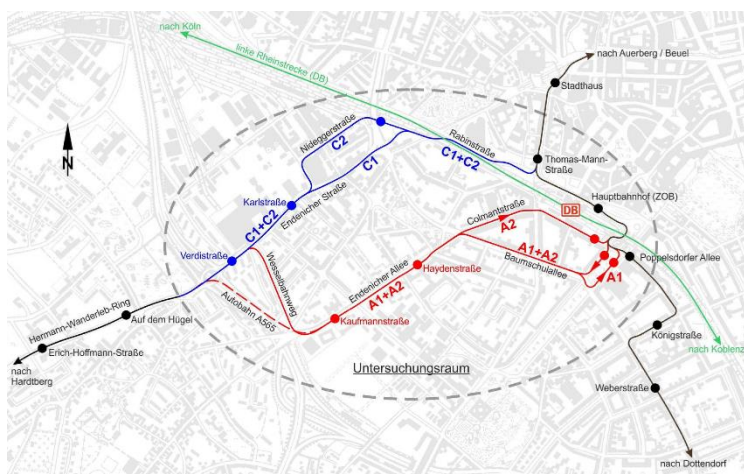 nach Köln
linke Rheinstrecke (DB)
nach Auerberg / Beuel
Stadthaus
N
Nideggerstraße
C2
C1
Rabinstraße
C1+C2
Thomas-Mann-
Straße
Karlstraße
Endenicher Straße
C1+C2
Hauptbahnhof (ZOB)
DB
Colmantstraße
A2
Verdistraße
Wesselbahnweg
Endenicher Allee
A1+A2
Haydenstraße
A1+A2
Baumschulallee
A1
Poppelsdorfer Allee
Autobahn A565
Kaufmannstraße
Hermann-Wanderleb-Ring
Auf dem Hügel
Erich-Hoffmann-Straße
nach
Hardtberg
Untersuchungsraum
Königstraße
nach Koblenz
Weberstraße
nach Dottendorf